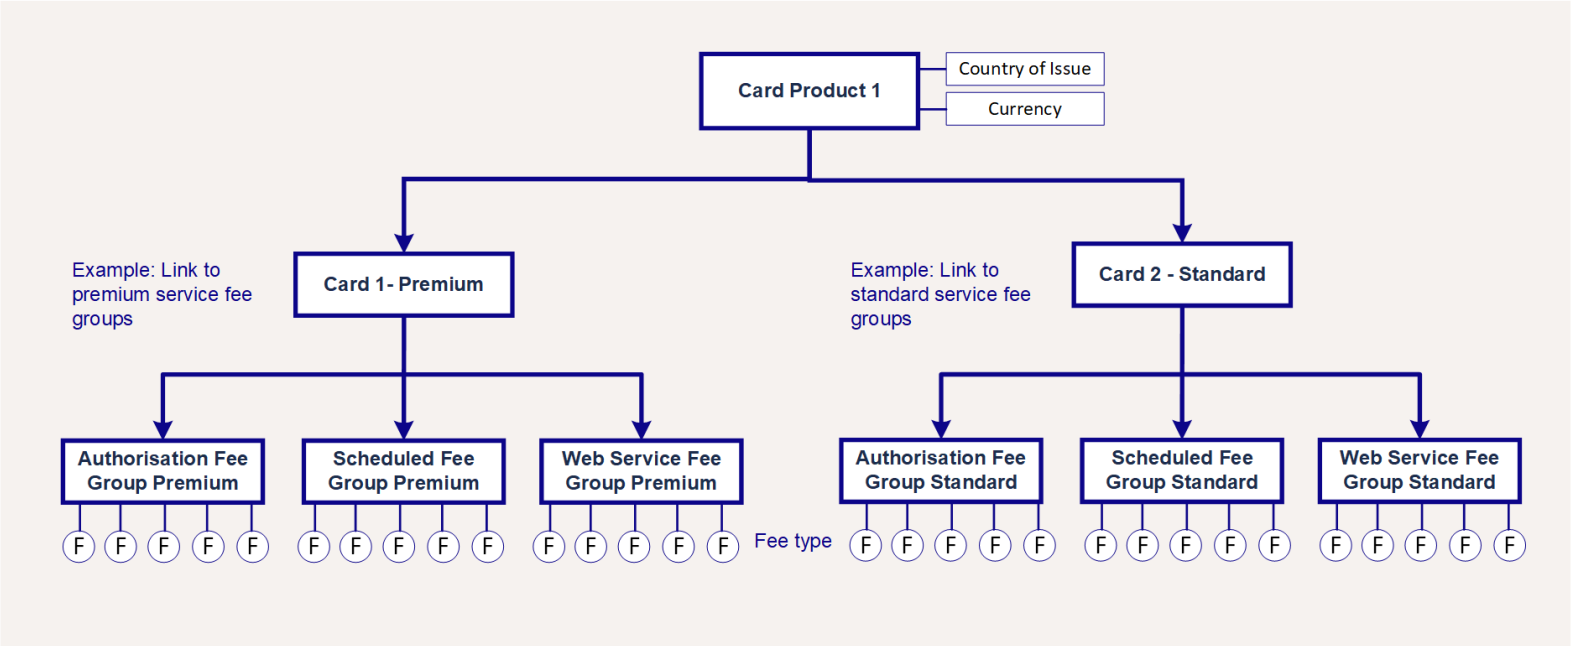 Card Product 1
Country of Issue
Currency
Example: Link to
premium service fee
groups
Card 1- Premium
Example: Link to
standard service fee
groups
Card 2 - Standard
Authorisation Fee
Group Premium
Scheduled Fee
Group Premium
Web Service Fee
Group Premium
Authorisation Fee
Group Standard
Scheduled Fee
Group Standard
Web Service Fee
Group Standard
F F F F F
F F F F F
F F F F F
Fee type
F F F F F
F F F F F
F F F F F